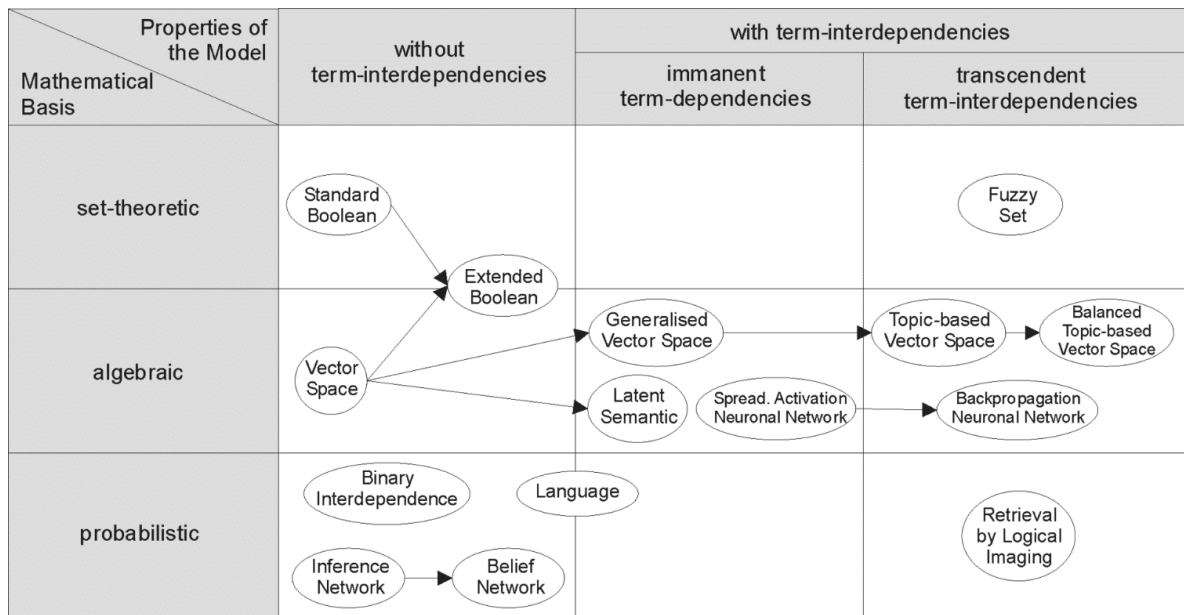 Properties of
the Model
Mathematical
Basis
without
term-interdependencies
with term-interdependencies
immanent
term-dependencies
transcendent
term-interdependencies
set-theoretic
Standard
Boolean
Fuzzy
Set
Extended
Boolean
algebraic
Vector
Space
Generalised
Vector Space
Topic-based
Vector Space
Balanced
Topic-based
Vector Space
Latent
Semantic
Spread. Activation
Neuronal Network
Backpropagation
Neuronal Network
probabilistic
Binary
Interdependence
Language
Inference
Network
Belief
Network
Retrieval
by Logical
Imaging